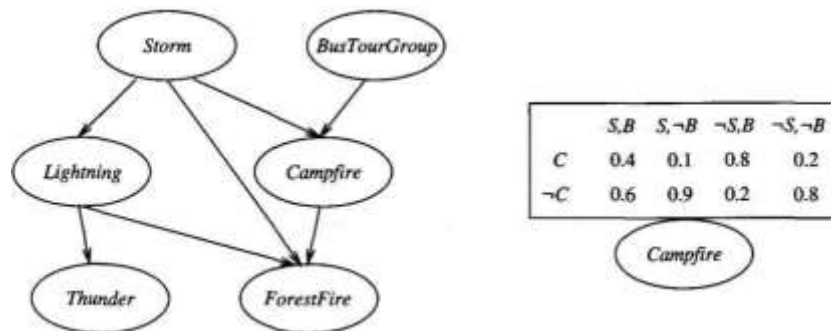 Storm BusTourGroup
Lightning Campfire
Thunder ForestFire
S,B S,¬B ¬S,B ¬S,¬B
C 0.4 0.1 0.8 0.2
¬C 0.6 0.9 0.2 0.8
Campfire